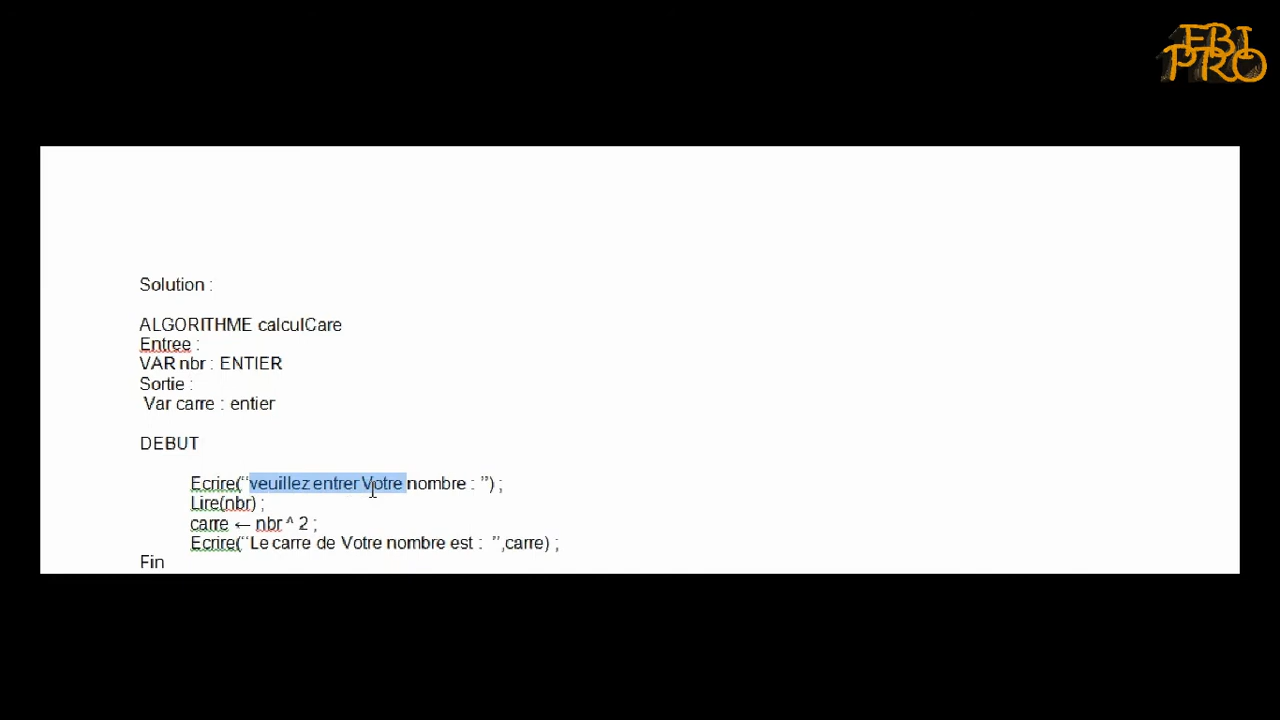 FBI
PRO
Solution :
ALGORITHME calculCare
Entree :
VAR nbr : ENTIER
Sortie :
Var carre : entier
DEBUT
Ecrire(“veuillez entrer Votre nombre : ”) ;
Lire(nbr) ;
carre ← nbr ^ 2 ;
Ecrire(“Le carre de Votre nombre est :  ”,carre) ;
Fin